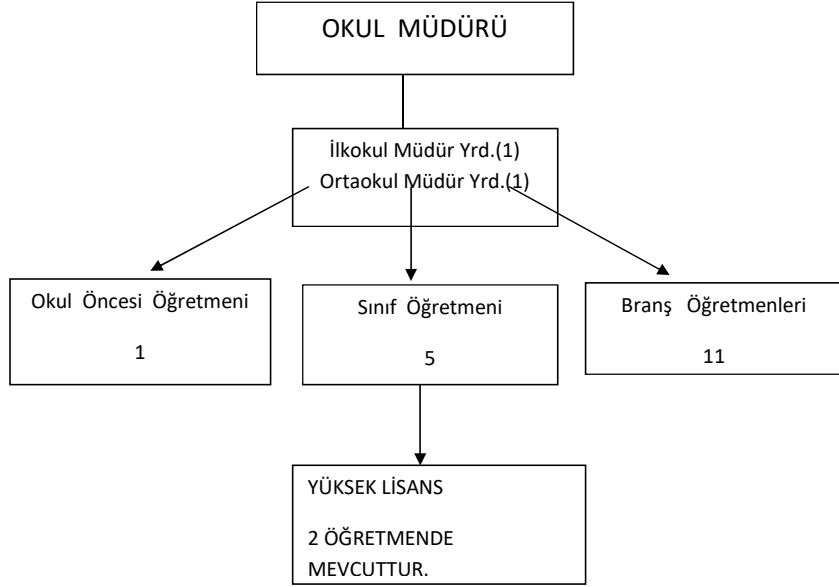 OKUL MÜDÜRÜ
İlkokul Müdür Yrd.(1)
Ortaokul Müdür Yrd.(1)
Okul Öncesi Öğretmeni
1
Sınıf Öğretmeni
5
Branş Öğretmenleri
11
YÜKSEK LİSANS
2 ÖĞRETMENDE
MEVCUTTUR.